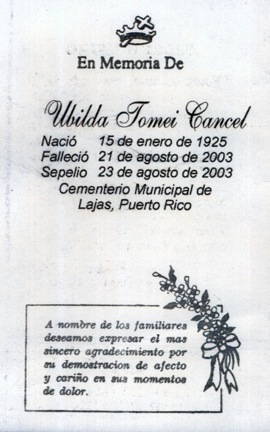 En Memoria De
Ubilda Tomei Cancel
Nació 15 de enero de 1925
Falleció 21 de agosto de 2003
Sepelio 23 de agosto de 2003
Cementerio Municipal de
Lajas, Puerto Rico
A nombre de los familiares
deseamos expresar el mas
sincero agradecimiento por
su demostracion de afecto
y cariño en sus momentos
de dolor.